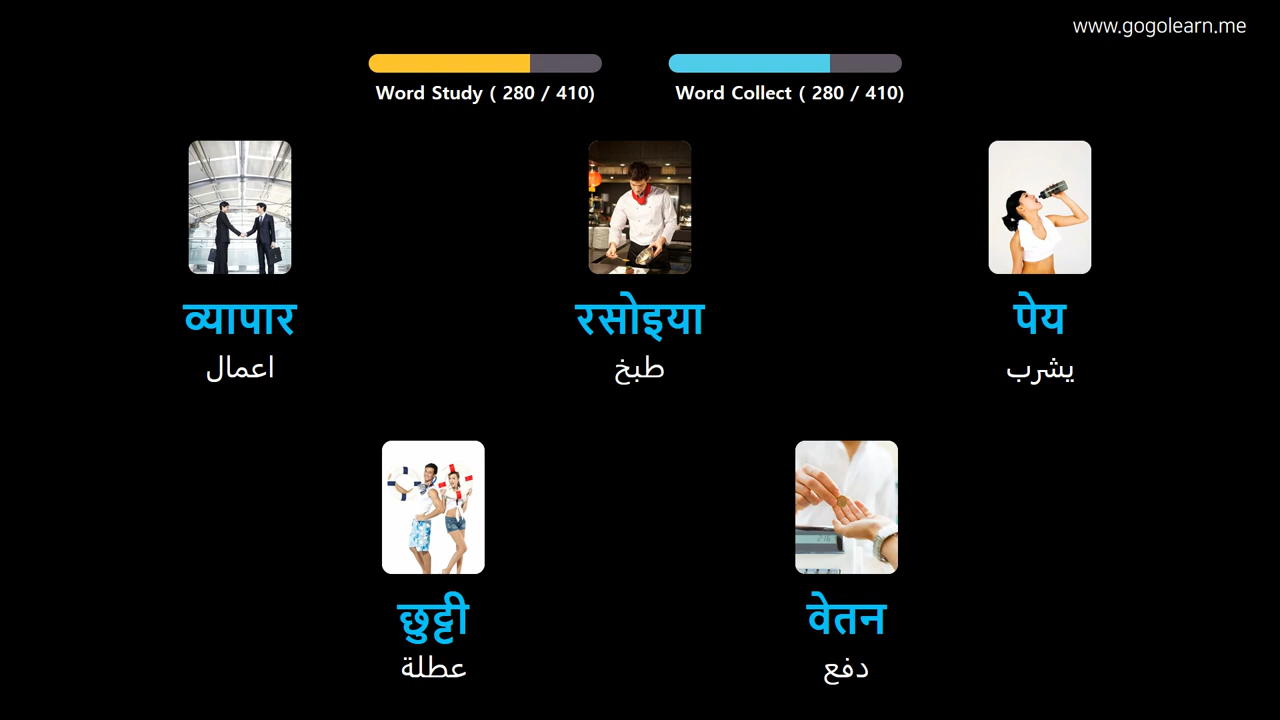 www.gogolearn.me
Word Study ( 280 / 410)
Word Collect ( 280 / 410)
व्यापार
اعمال
रसोइया
طبخ
पेय
يشرب
छुट्टी
عطلة
वेतन
دفع